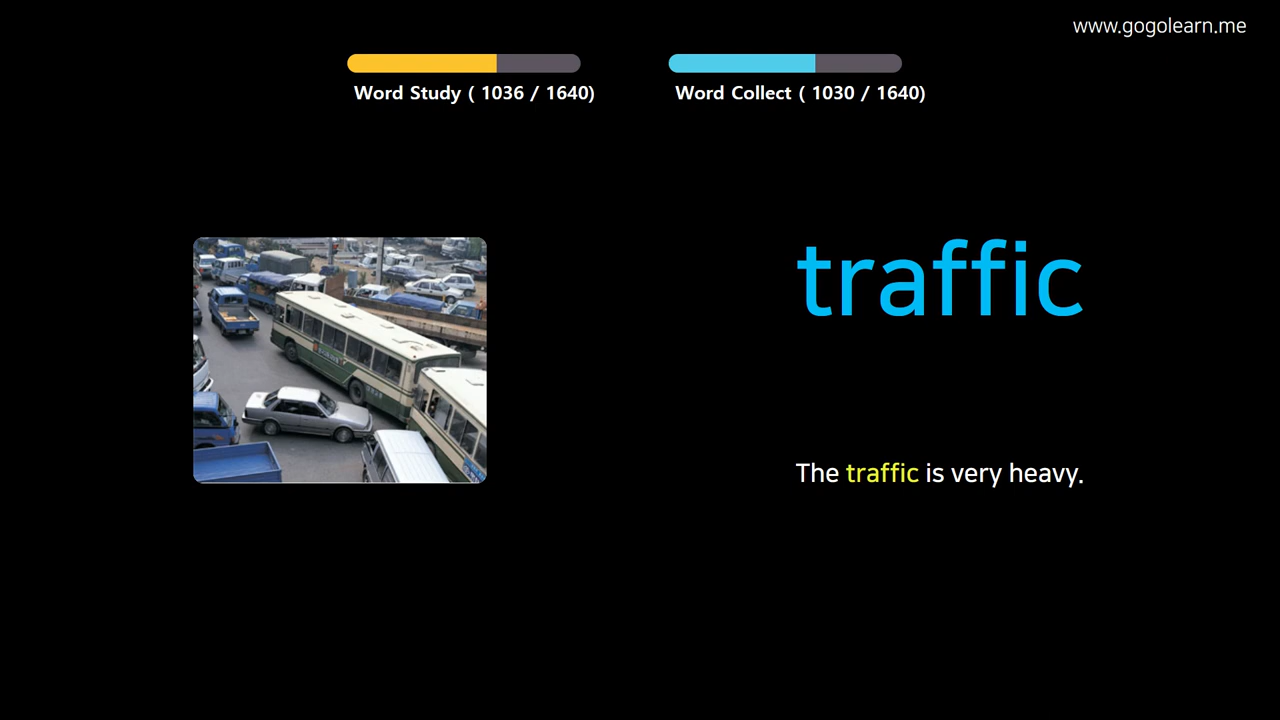 www.gogolearn.me
Word Study ( 1036 / 1640)
Word Collect ( 1030 / 1640)
traffic
The traffic is very heavy.